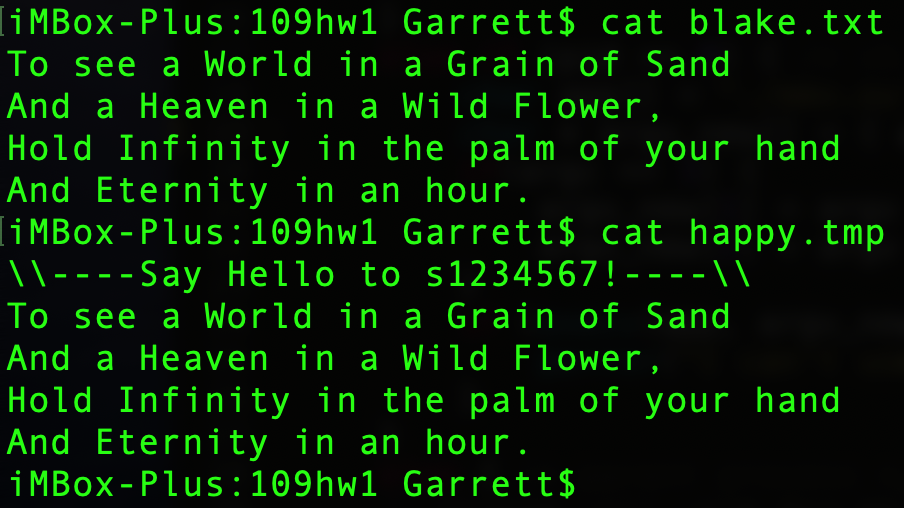 iMBox-Plus:109hw1 Garrett$ cat blake.txt
To see a World in a Grain of Sand
And a Heaven in a Wild Flower,
Hold Infinity in the palm of your hand
And Eternity in an hour.
iMBox-Plus:109hw1 Garrett$ cat happy.tmp
\\----Say Hello to s1234567!----\\
To see a World in a Grain of Sand
And a Heaven in a Wild Flower,
Hold Infinity in the palm of your hand
And Eternity in an hour.
iMBox-Plus:109hw1 Garrett$